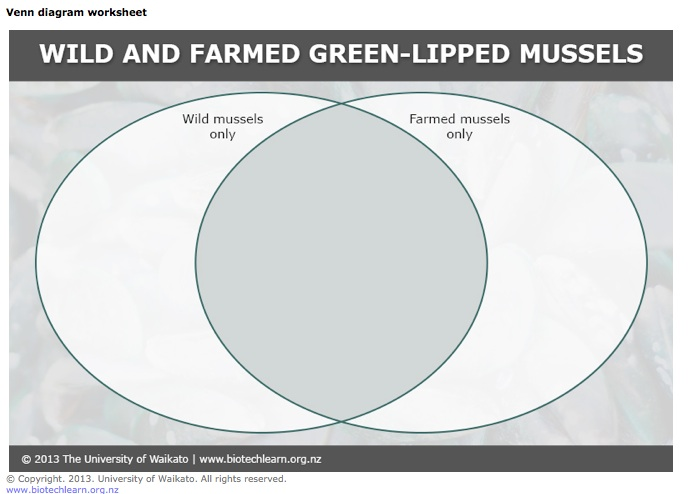 Venn diagram worksheet
WILD AND FARMED GREEN-LIPPED MUSSELS
Wild mussels
only
Farmed mussels
only
© 2013 The University of Waikato | www.biotechlearn.org.nz
© Copyright. 2013. University of Waikato. All rights reserved.
www.biotechlearn.org.nz